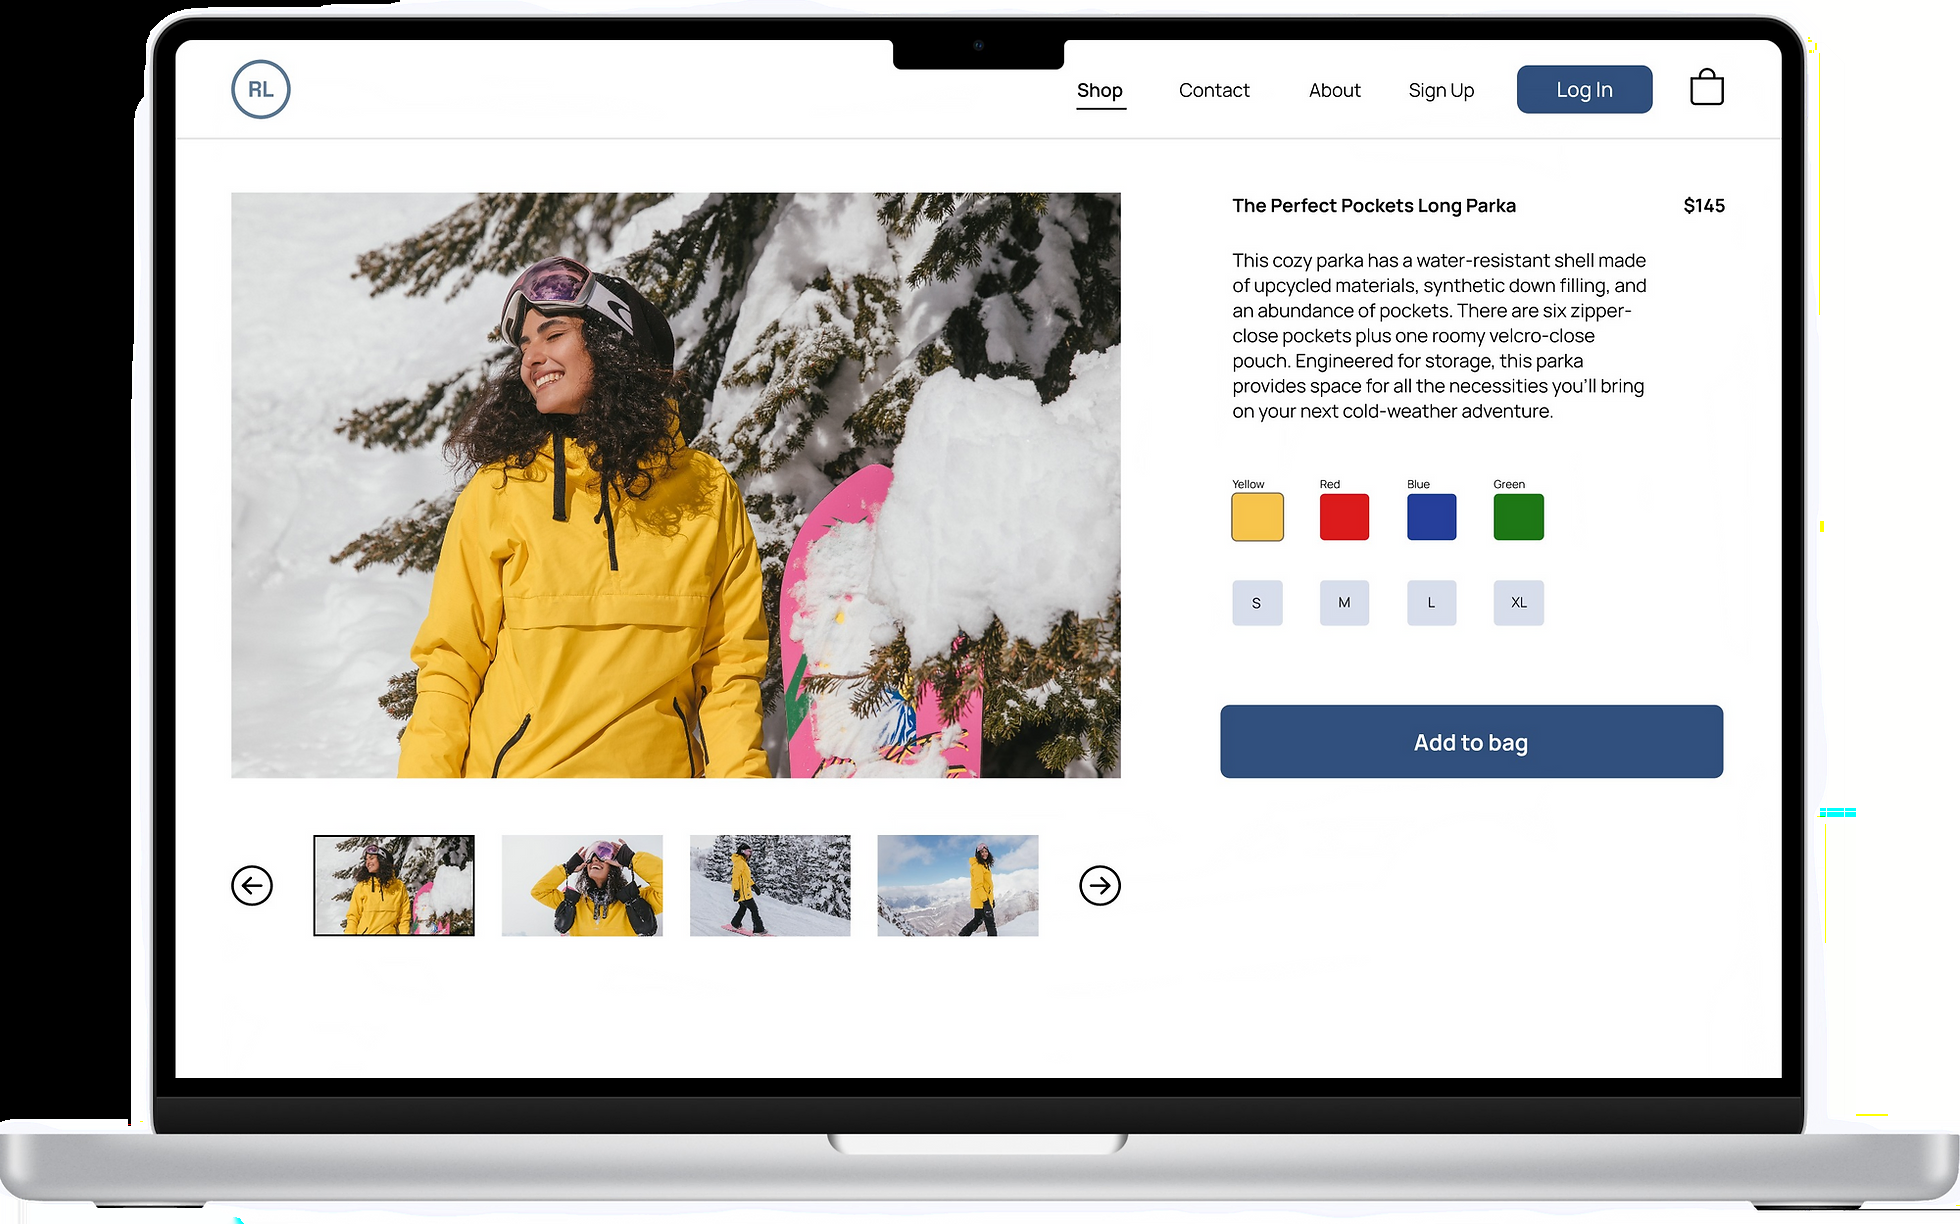 RL
Shop
Contact
About
Sign Up
Log In
The Perfect Pockets Long Parka
$145
This cozy parka has a water-resistant shell made
of upcycled materials, synthetic down filling, and
an abundance of pockets. There are six zipper-
close pockets plus one roomy velcro-close
pouch. Engineered for storage, this parka
provides space for all the necessities you'll bring
on your next cold-weather adventure.
Yellow
Red
Blue
Green
S
M
L
XL
Add to bag